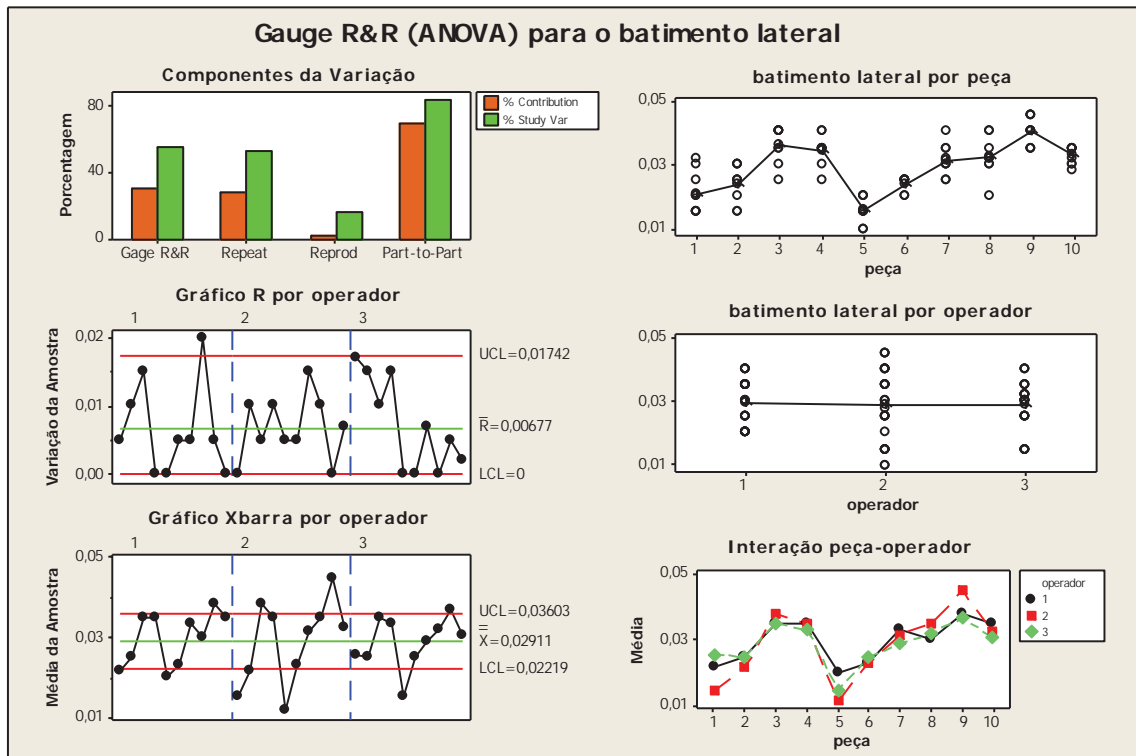 Gauge R&R (ANOVA) para o batimento lateral
Componentes da Variação
80
40
0
Porcentagem
Gage R&R
Repeat
Reprod
Part-to-Part
% Contribution
% Study Var
Gráfico R por operador
1
2
3
0,02
0,01
0,00
Variação da Amostra
UCL=0,01742
R=0,00677
LCL=0
Gráfico Xbarra por operador
1
2
3
0,05
0,03
0,01
Média da Amostra
UCL=0,03603
X=0,02911
LCL=0,02219
batimento lateral por peça
0,05
0,03
0,01
1 2 3 4 5 6 7 8 9 10
peça
batimento lateral por operador
0,05
0,03
0,01
1 2 3
operador
Interação peça-operador
0,05
0,03
0,01
Média
1 2 3 4 5 6 7 8 9 10
peça
operador
1
2
3